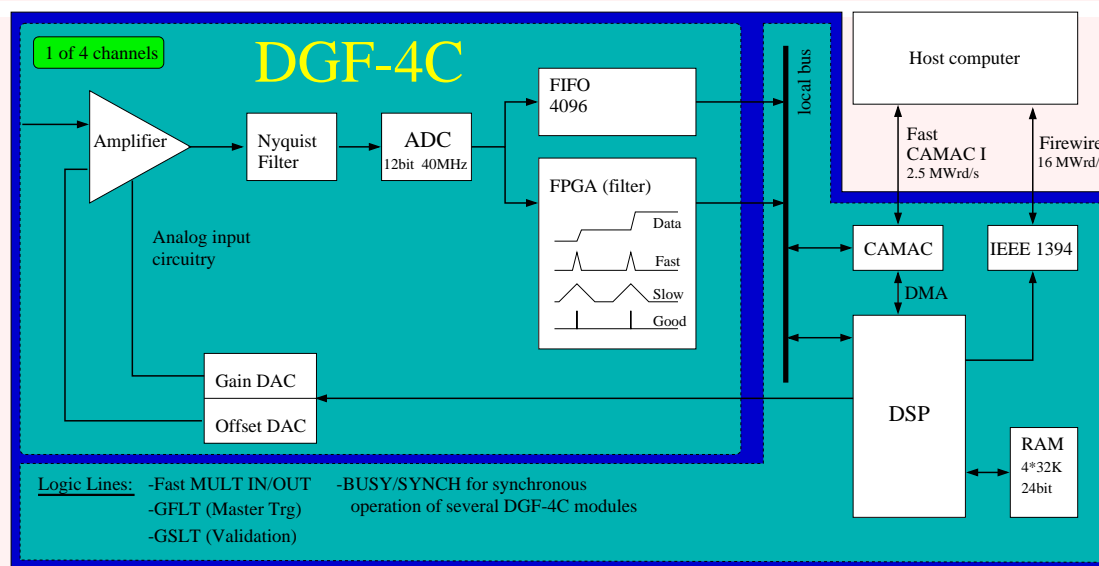 1 of 4 channels
DGF-4C
Amplifier
Nyquist
Filter
ADC
12bit 40MHz
FIFO
4096
FPGA (filter)
Data
Fast
Slow
Good
Analog input
circuitry
Gain DAC
Offset DAC
local bus
Host computer
Fast
CAMAC I
2.5 MWrd/s
Firewire
16 MWrd/
CAMAC
IEEE 1394
DMA
DSP
RAM
4*32K
24bit
Logic Lines: -Fast MULT IN/OUT -BUSY/SYNCH for synchronous
-GFLT (Master Trg) operation of several DGF-4C modules
-GSLT (Validation)